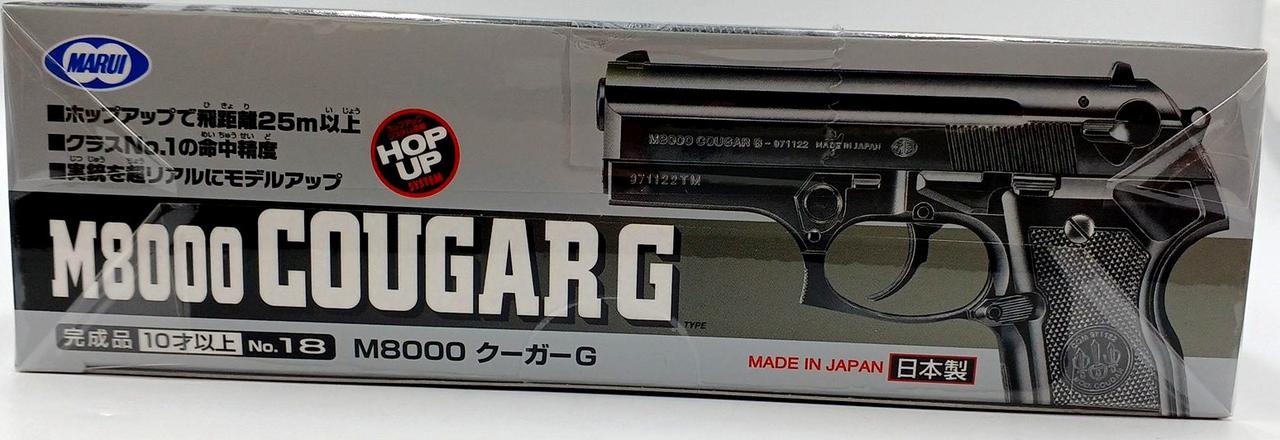 MARUI
■ホップアップで飛距離25m以上
■クラスNo.1の命中精度
■実銃を超リアルにモデルアップ
HOP
UP
SYSTEM
M8000 COUGAR G
TYPE
完成品 10才以上 No.18 M8000 クーガーG
MADE IN JAPAN 日本製
M8000 COUGAR G - 971122 MADE IN JAPAN
971122TM